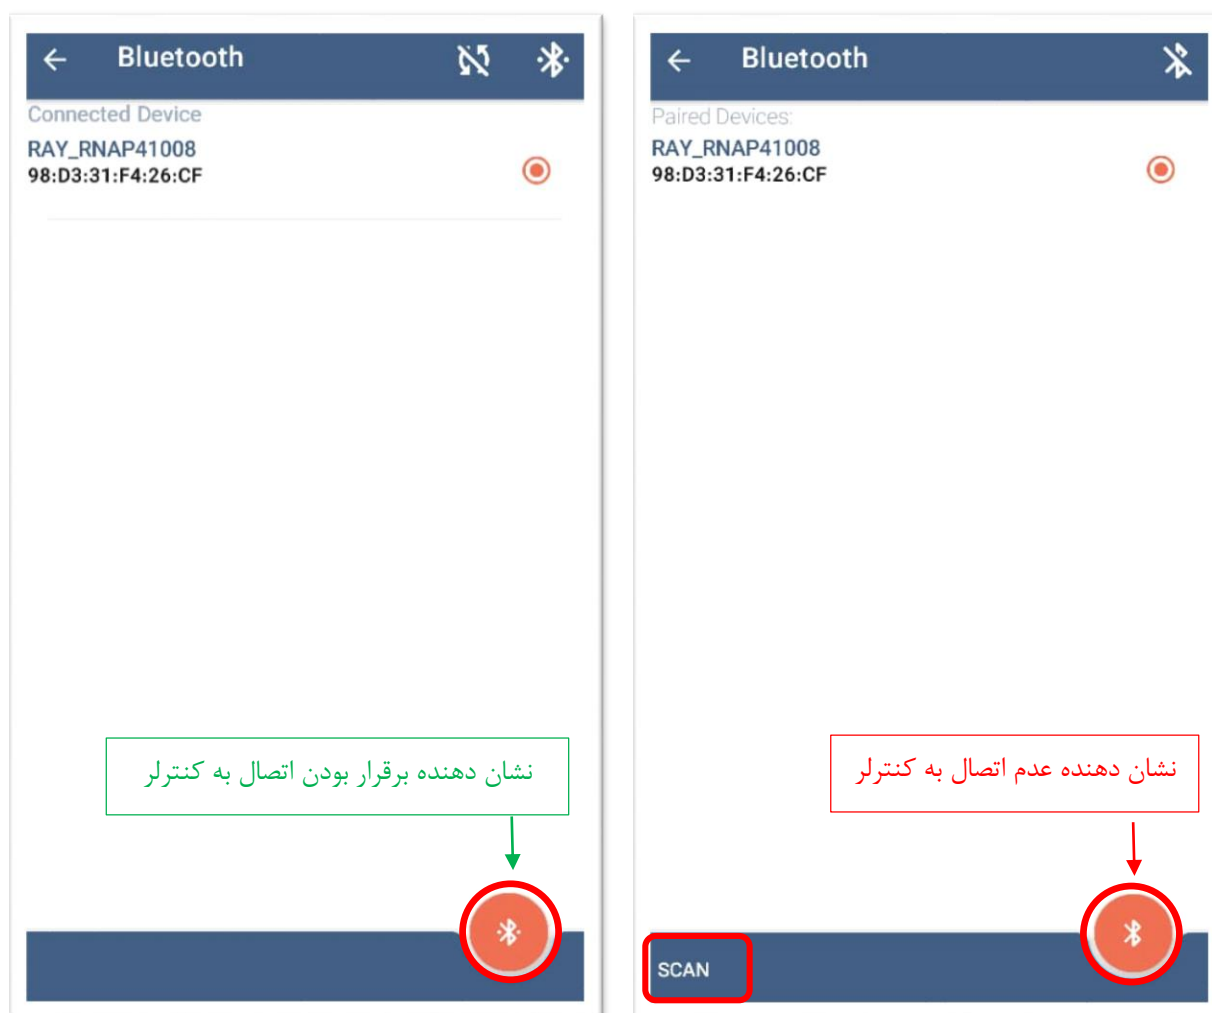 Bluetooth
Connected Device
RAY_RNAP41008
98:D3:31:F4:26:CF
نشان دهنده برقرار بودن اتصال به کنترلر
Bluetooth
Paired Devices:
RAY_RNAP41008
98:D3:31:F4:26:CF
نشان دهنده عدم اتصال به کنترلر
SCAN